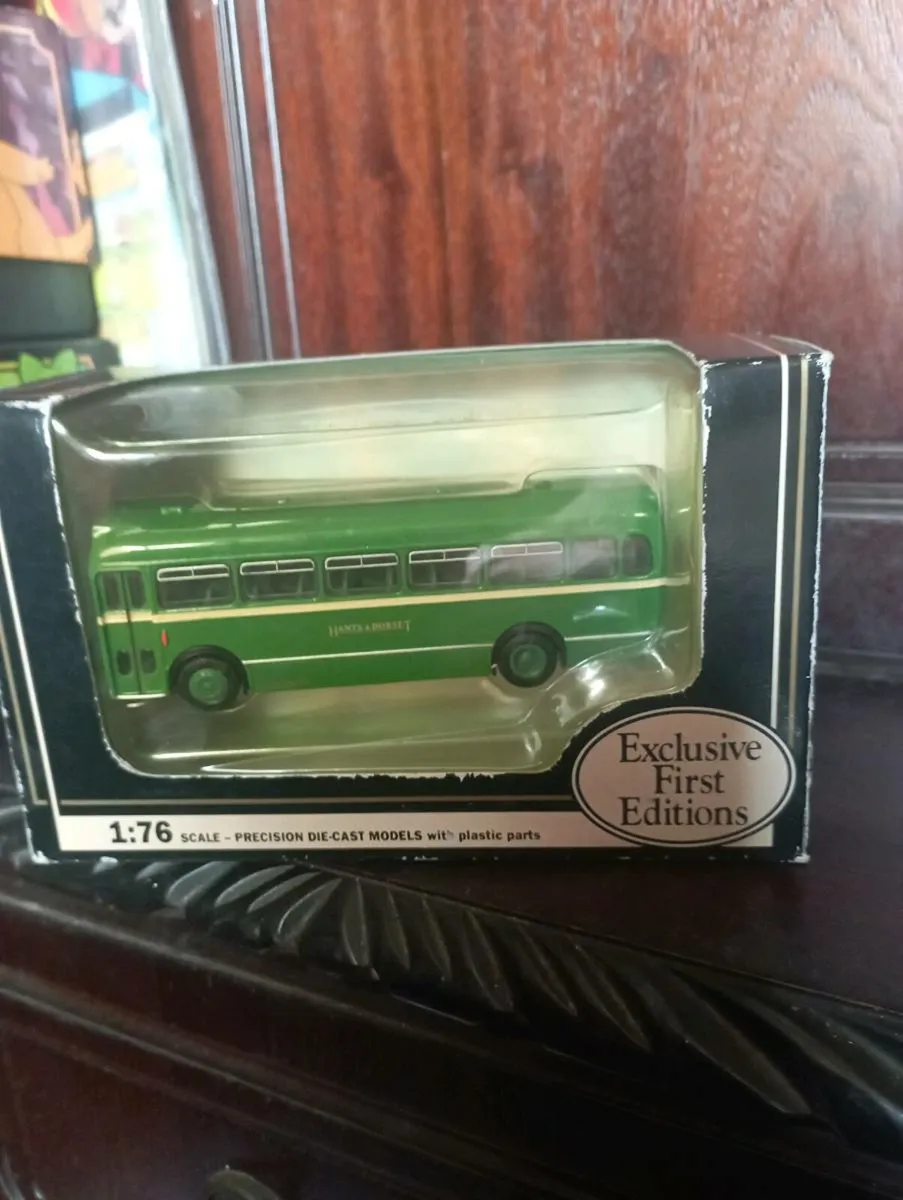 HANTS & DORSET
Exclusive
First
Editions
1:76 SCALE – PRECISION DIE-CAST MODELS with plastic parts